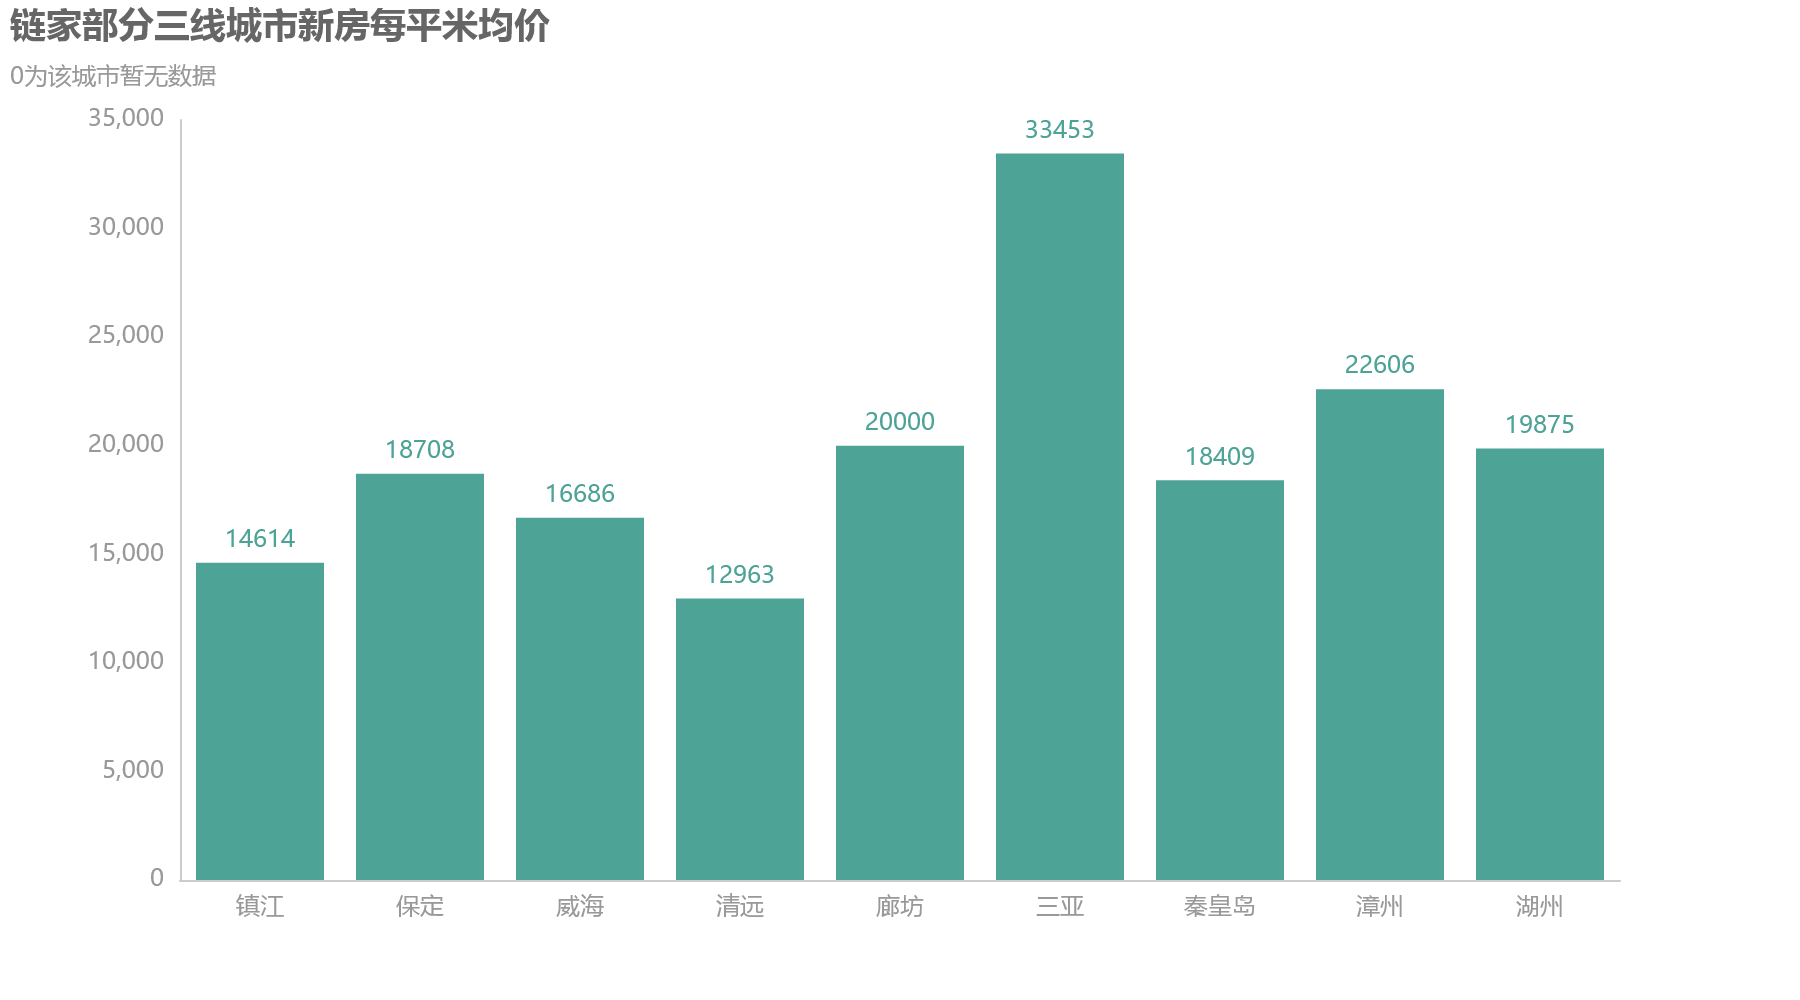 链家部分三线城市新房每平米均价
0为该城市暂无数据
35,000
30,000
25,000
20,000
15,000
10,000
5,000
0
14614
18708
16686
12963
20000
33453
18409
22606
19875
镇江
保定
威海
清远
廊坊
三亚
秦皇岛
漳州
湖州